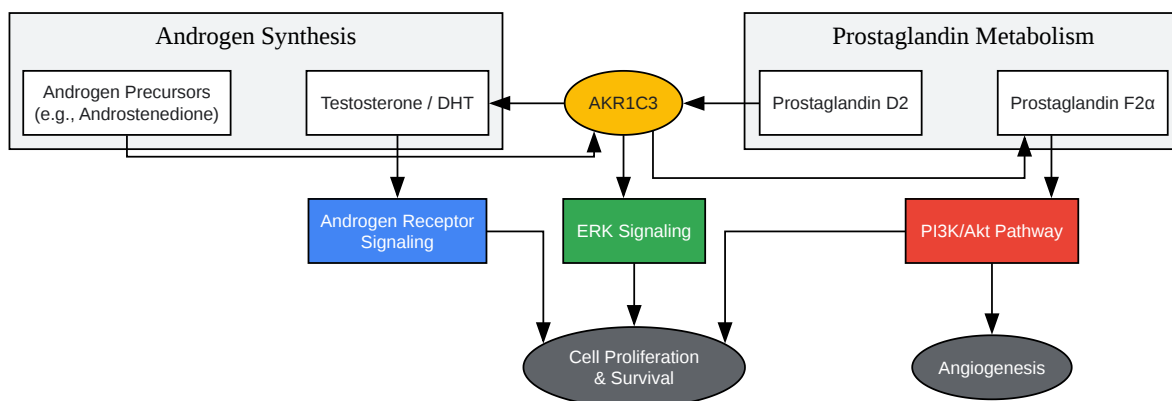 Androgen Synthesis
Prostaglandin Metabolism
Androgen Precursors
(e.g., Androstenedione)
Testosterone / DHT
AKR1C3
Prostaglandin D2
Prostaglandin F2α
Androgen Receptor
Signaling
ERK Signaling
PI3K/Akt Pathway
Cell Proliferation
& Survival
Angiogenesis